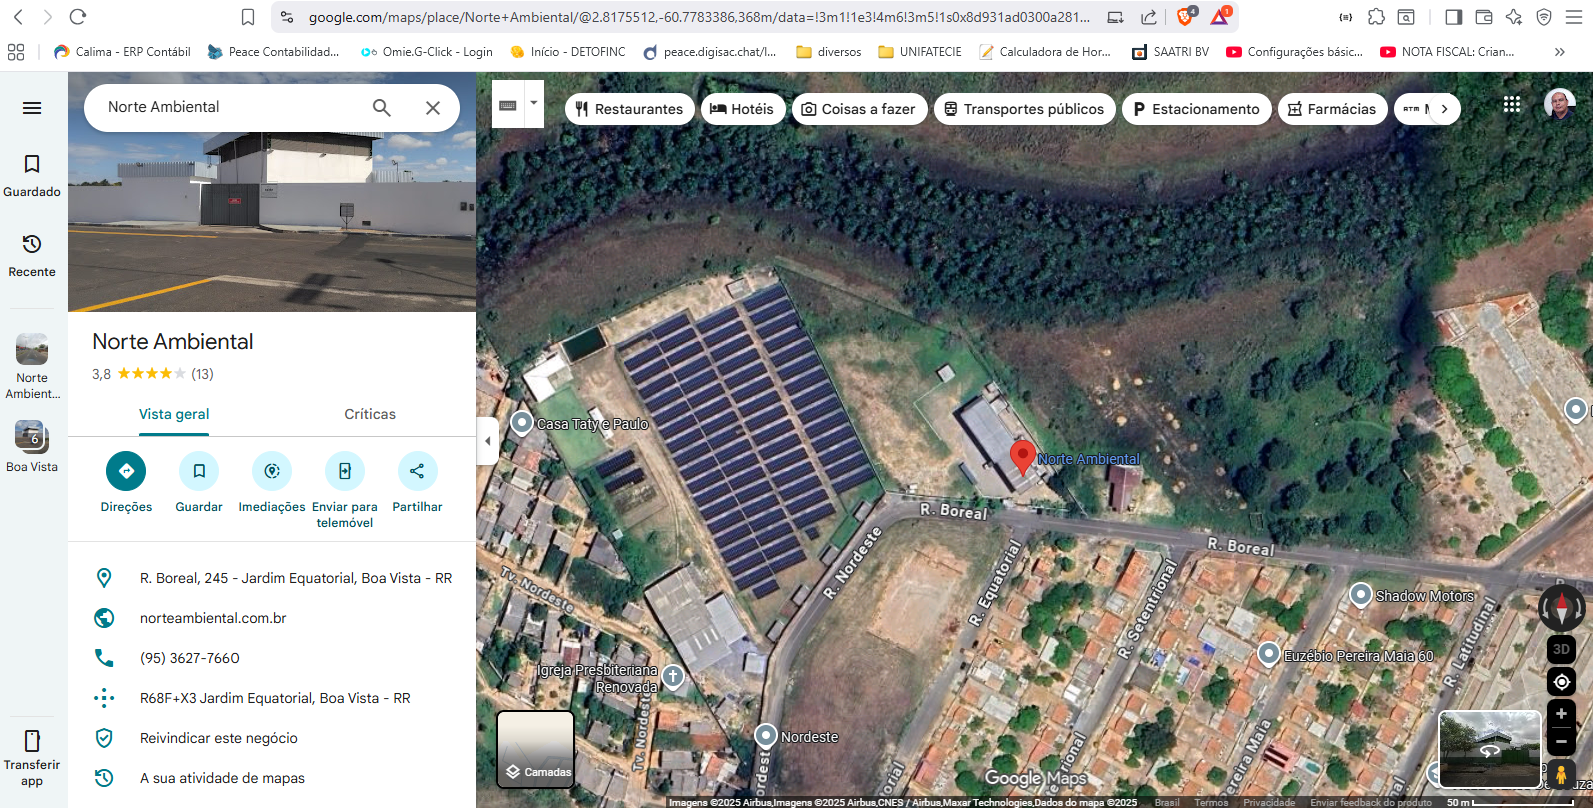 google.com/maps/place/Norte+Ambiental/@2.8175512,-60.7783386,368m/data=!3m1!1e3!4m6!3m5!1s0x8d931ad0300a281...
4
1
Calima - ERP Contábil
Peace Contabilidad...
Omie.G-Click - Login
Início - DETOFINC
peace.digisac.chat/l...
diversos
UNIFATECIE
Calculadora de Hor...
SAATRI BV
Configurações básic...
NOTA FISCAL: Crian...
Norte Ambiental
Restaurantes
Hotéis
Coisas a fazer
Transportes públicos
Estacionamento
Farmácias
ATM
Guardado
Recente
Norte
Ambient...
6
Boa Vista
Transferir
app
Norte Ambiental
3,8
(13)
Vista geral
Críticas
Direções
Guardar
Imediações
Enviar para
telemóvel
Partilhar
R. Boreal, 245 - Jardim Equatorial, Boa Vista - RR
norteambiental.com.br
(95) 3627-7660
R68F+X3 Jardim Equatorial, Boa Vista - RR
Reivindicar este negócio
A sua atividade de mapas
Casa Taty e Paulo
Norte Ambiental
R. Boreal
R. Boreal
R. Nordeste
Tv. Nordeste
R. Equatorial
R. Setentrional
Shadow Motors
R. Latitudinal
Euzébio Pereira Maia 60
Igreja Presbiteriana
Renovada
Tv. Nordeste
Nordeste
Nordeste
3D
Camadas
Google Maps
Imagens ©2025 Airbus,Imagens ©2025 Airbus,CNES / Airbus,Maxar Technologies,Dados do mapa ©2025
Brasil
Termos
Privacidade
Enviar feedback do produto
50 m